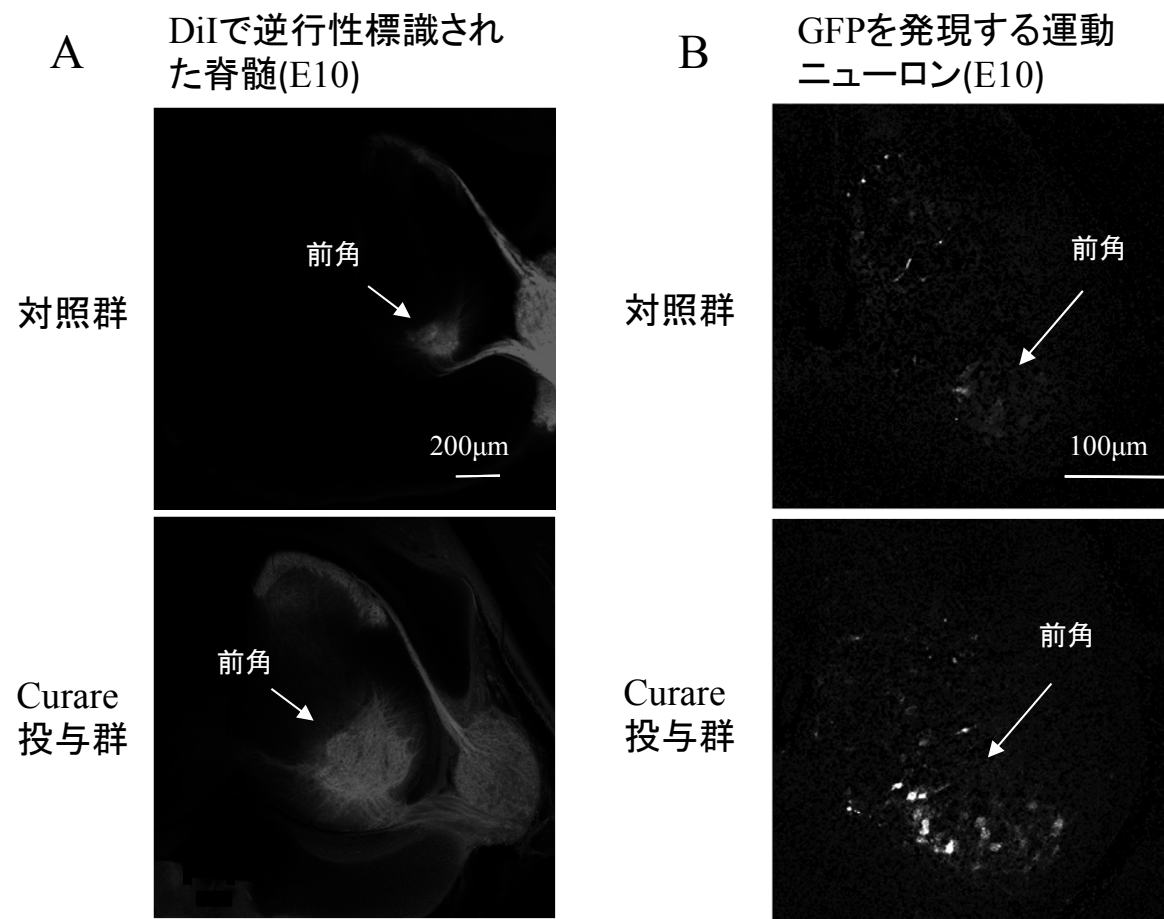 A
DiIで逆行性標識され
た脊髄(E10)
対照群
前角
200μm
Curare
投与群
前角
B
GFPを発現する運動
ニューロン(E10)
対照群
前角
100μm
Curare
投与群
前角